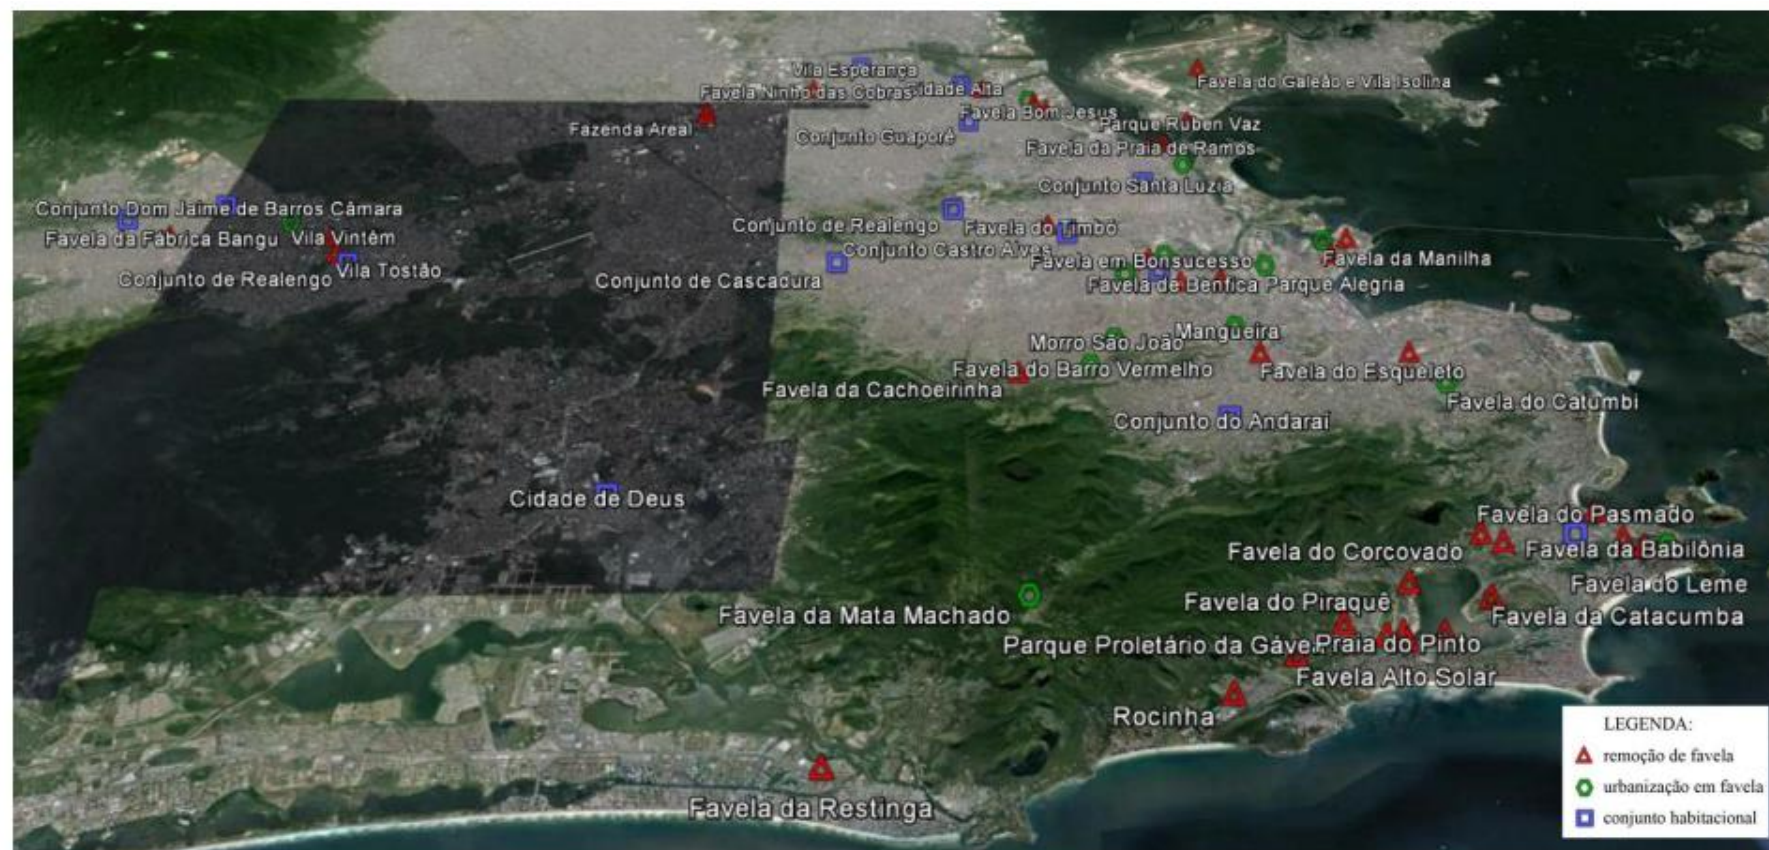 Vila Esperança
Favela do Galeão e Vila Isolina
Favela Ninho das Cobras
Cidade Alta
Favela Bom Jesus
Parque Ruben Vaz
Fazenda Areal
Conjunto Guaporé
Favela da Praia de Ramos
Conjunto Santa Luzia
Conjunto Dom Jaime de Barros Câmara
Conjunto de Realengo
Favela do Timbó
Favela da Fábrica Bangu
Vila Vintém
Conjunto Castro Alves
Favela em Bonsucesso
Favela da Manilha
Vila Tostão
Conjunto de Realengo
Conjunto de Cascadura
Favela de Benfica
Parque Alegria
Mangueira
Morro São João
Favela do Barro Vermelho
Favela do Esqueleto
Favela da Cachoeirinha
Favela do Catumbi
Conjunto do Andaraí
Cidade de Deus
Favela do Pasmado
Favela do Corcovado
Favela da Babilônia
Favela do Leme
Favela do Piraquê
Favela da Mata Machado
Favela da Catacumba
Parque Proletário da Gávea
Praia do Pinto
Favela Alto Solar
Rocinha
Favela da Restinga
LEGENDA:
remoção de favela
urbanização em favela
conjunto habitacional